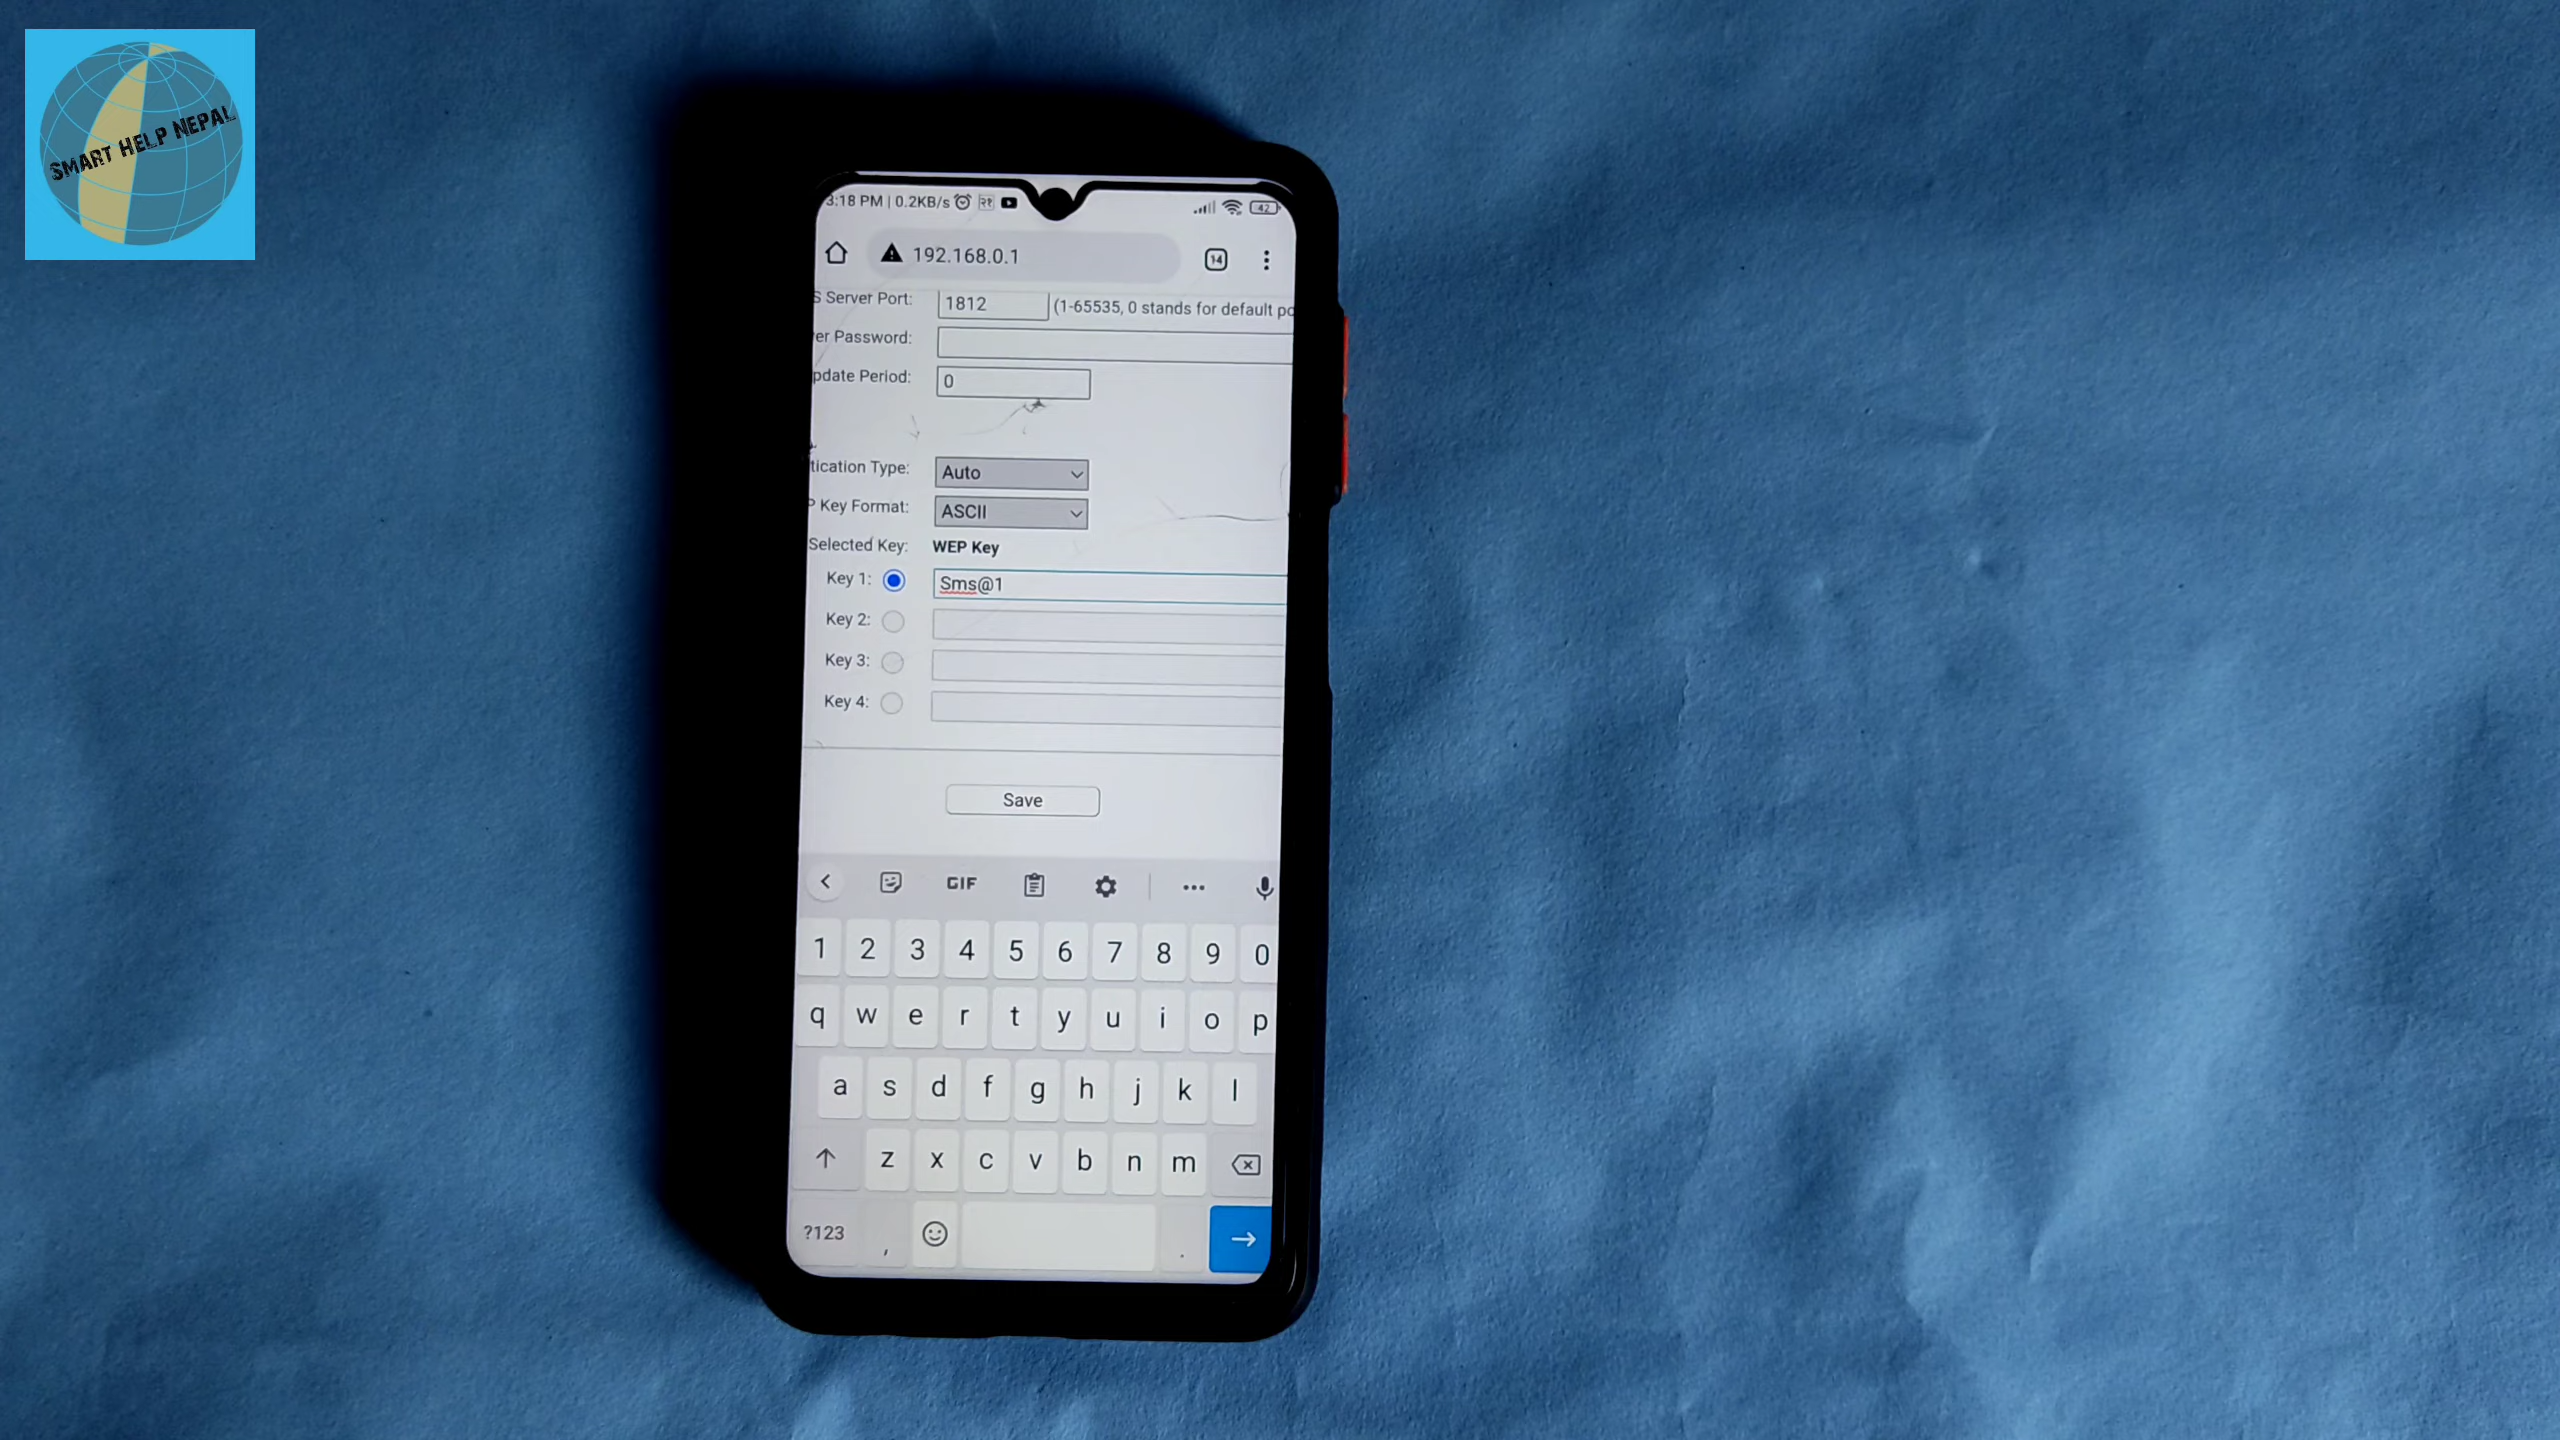 SMART HELP NEPAL
3:18 PM | 0.2KB/s
42
192.168.0.1
14
S Server Port: 1812 (1-65535, 0 stands for default po
er Password:
pdate Period: 0
tication Type: Auto
P Key Format: ASCII
Selected Key: WEP Key
Key 1: Sms@1
Key 2:
Key 3:
Key 4:
Save
GIF
1 2 3 4 5 6 7 8 9 0
q w e r t y u i o p
a s d f g h j k l
z x c v b n m
?123 , .